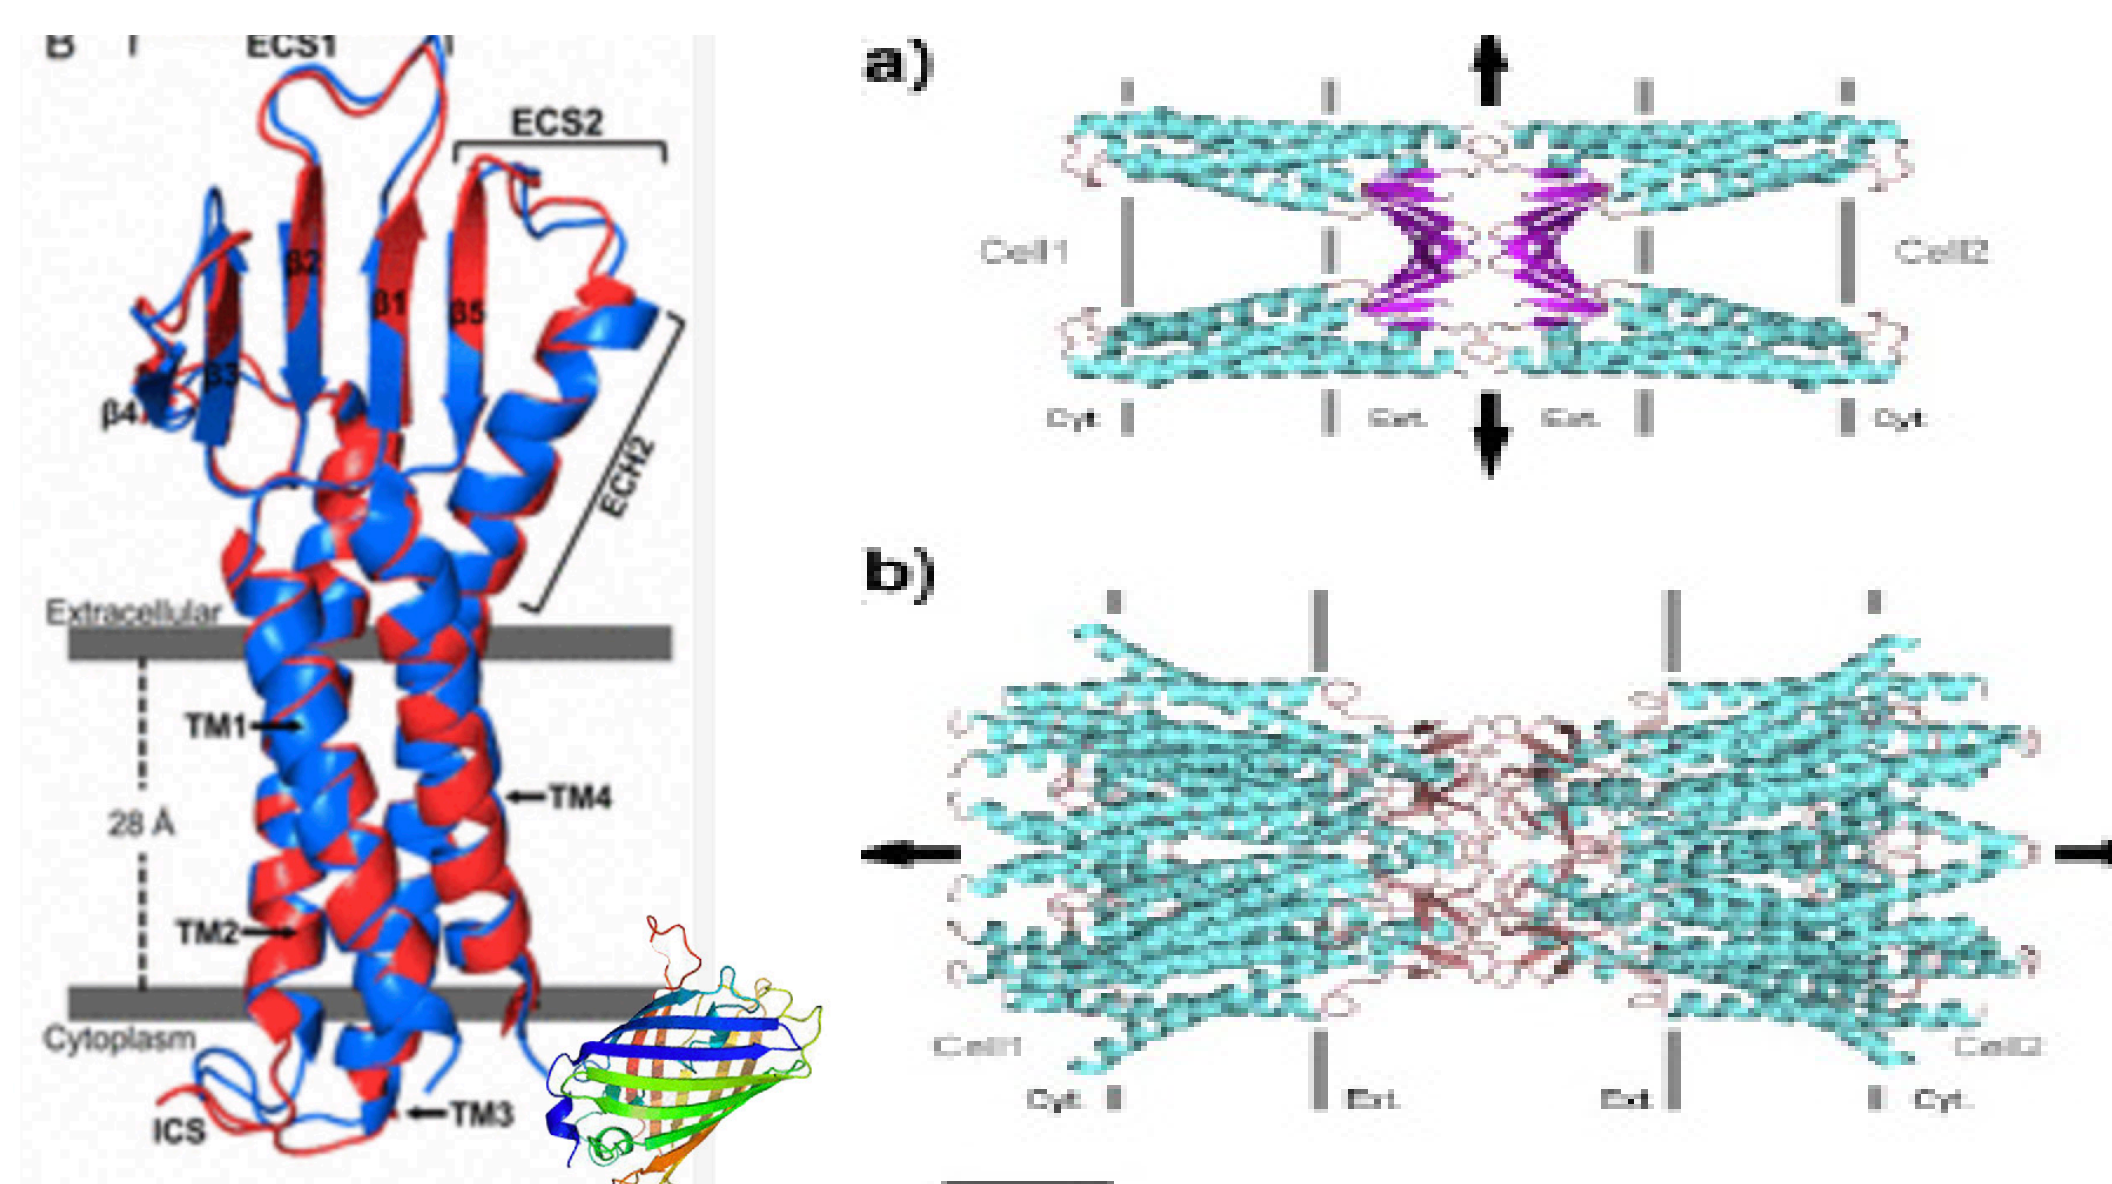 B
ECS1
ECS2
β2
β1
β5
β3
β4
ECH2
Extracellular
TM1
TM4
28 Å
TM2
Cytoplasm
ICS
TM3
a)
Cell1
Cell2
Cyt
Ext.
Ext.
Cyt
b)
Cell1
Cell2
Cyt.
Ext.
Ext
Cyt.